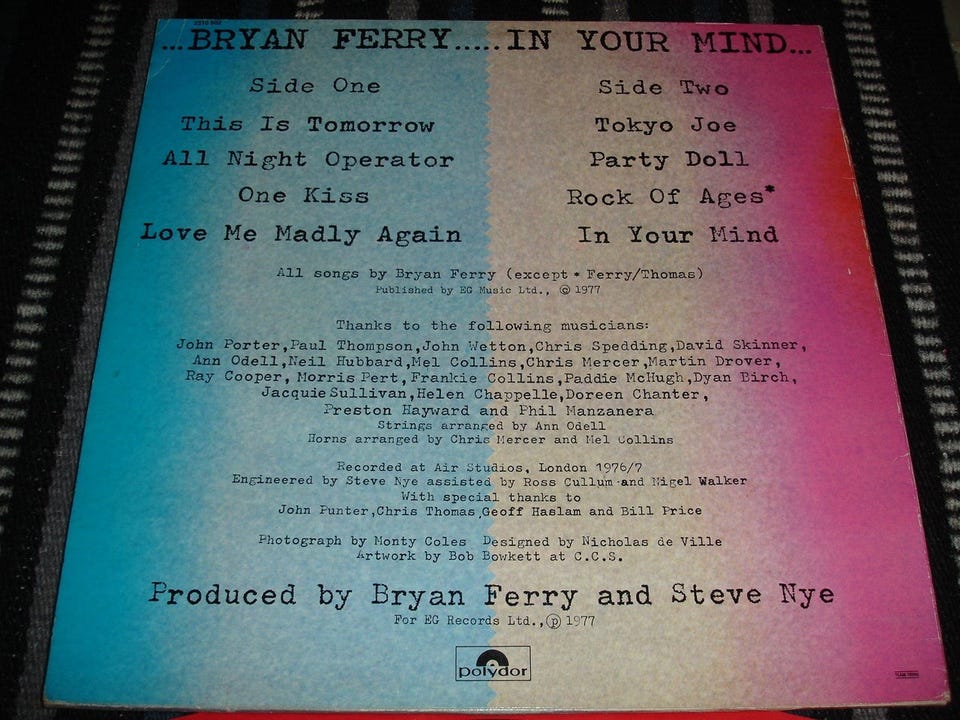 2310 502
...BRYAN FERRY.....IN YOUR MIND...
Side One
This Is Tomorrow
All Night Operator
One Kiss
Love Me Madly Again
Side Two
Tokyo Joe
Party Doll
Rock Of Ages*
In Your Mind
All songs by Bryan Ferry (except * Ferry/Thomas)
Published by EG Music Ltd., © 1977
Thanks to the following musicians:
John Porter,Paul Thompson,John Wetton,Chris Spedding,David Skinner,
Ann Odell,Neil Hubbard,Mel Collins,Chris Mercer,Martin Drover,
Ray Cooper, Morris Pert, Frankie Collins,Paddie McHugh,Dyan Birch,
Jacquie Sullivan,Helen Chappelle,Doreen Chanter,
Preston Hayward and Phil Manzanera
Strings arranged by Ann Odell
Horns arranged by Chris Mercer and Mel Collins
Recorded at Air Studios, London 1976/7
Engineered by Steve Nye assisted by Ross Cullum and Nigel Walker
With special thanks to
John Punter,Chris Thomas,Geoff Haslam and Bill Price
Photograph by Monty Coles Designed by Nicholas de Ville
Artwork by Bob Bowkett at C.C.S.
Produced by Bryan Ferry and Steve Nye
For EG Records Ltd.,℗ 1977
polydor